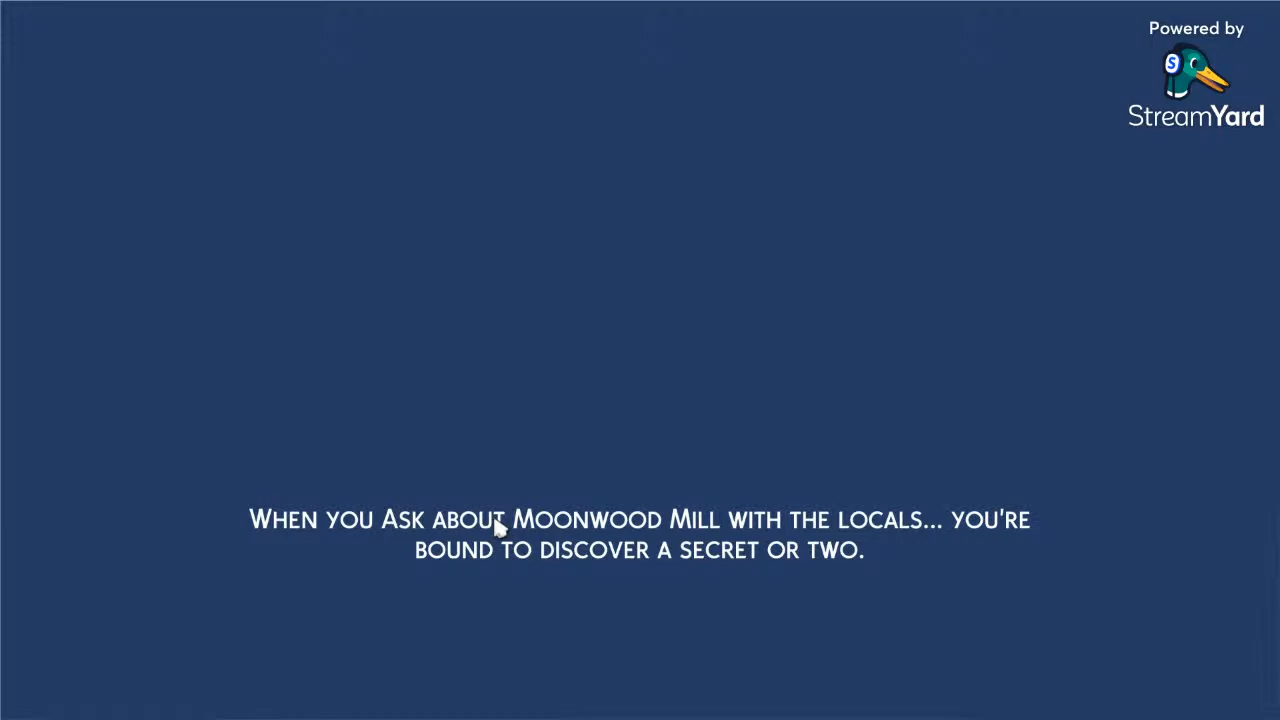 Powered by
S
StreamYard
When you Ask about Moonwood Mill with the locals... you're
bound to discover a secret or two.